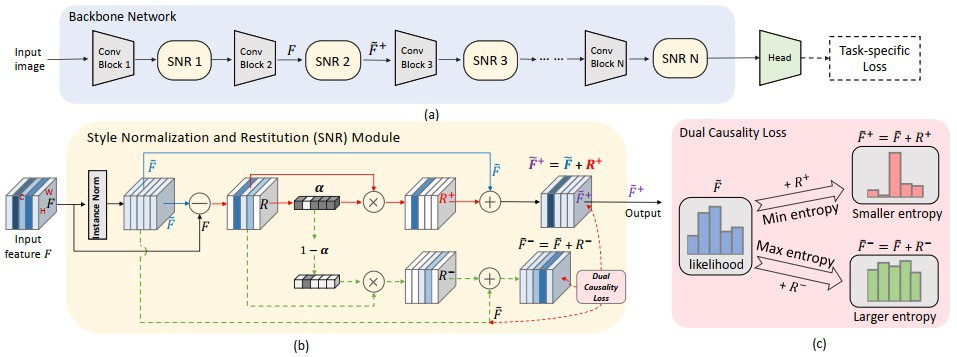 Backbone Network
Input
image
Conv
Block 1
SNR 1
Conv
Block 2
F
SNR 2
F̃⁺
Conv
Block 3
SNR 3
... ...
Conv
Block N
SNR N
Head
Task-specific
Loss
(a)
Style Normalization and Restitution (SNR) Module
C
W
H
F
Input
feature F
Instance Norm
F̃
F̃
−
F
R
α
×
R⁺
F̃
+
F̃⁺ = F̃ + R⁺
F̃⁺
F̃⁺
Output
1 − α
×
R⁻
+
F̃
F̃⁻ = F̃ + R⁻
Dual
Causality
Loss
(b)
Dual Causality Loss
F̃
likelihood
+ R⁺
Min entropy
F̃⁺ = F̃ + R⁺
Smaller entropy
Max entropy
+ R⁻
F̃⁻ = F̃ + R⁻
Larger entropy
(c)